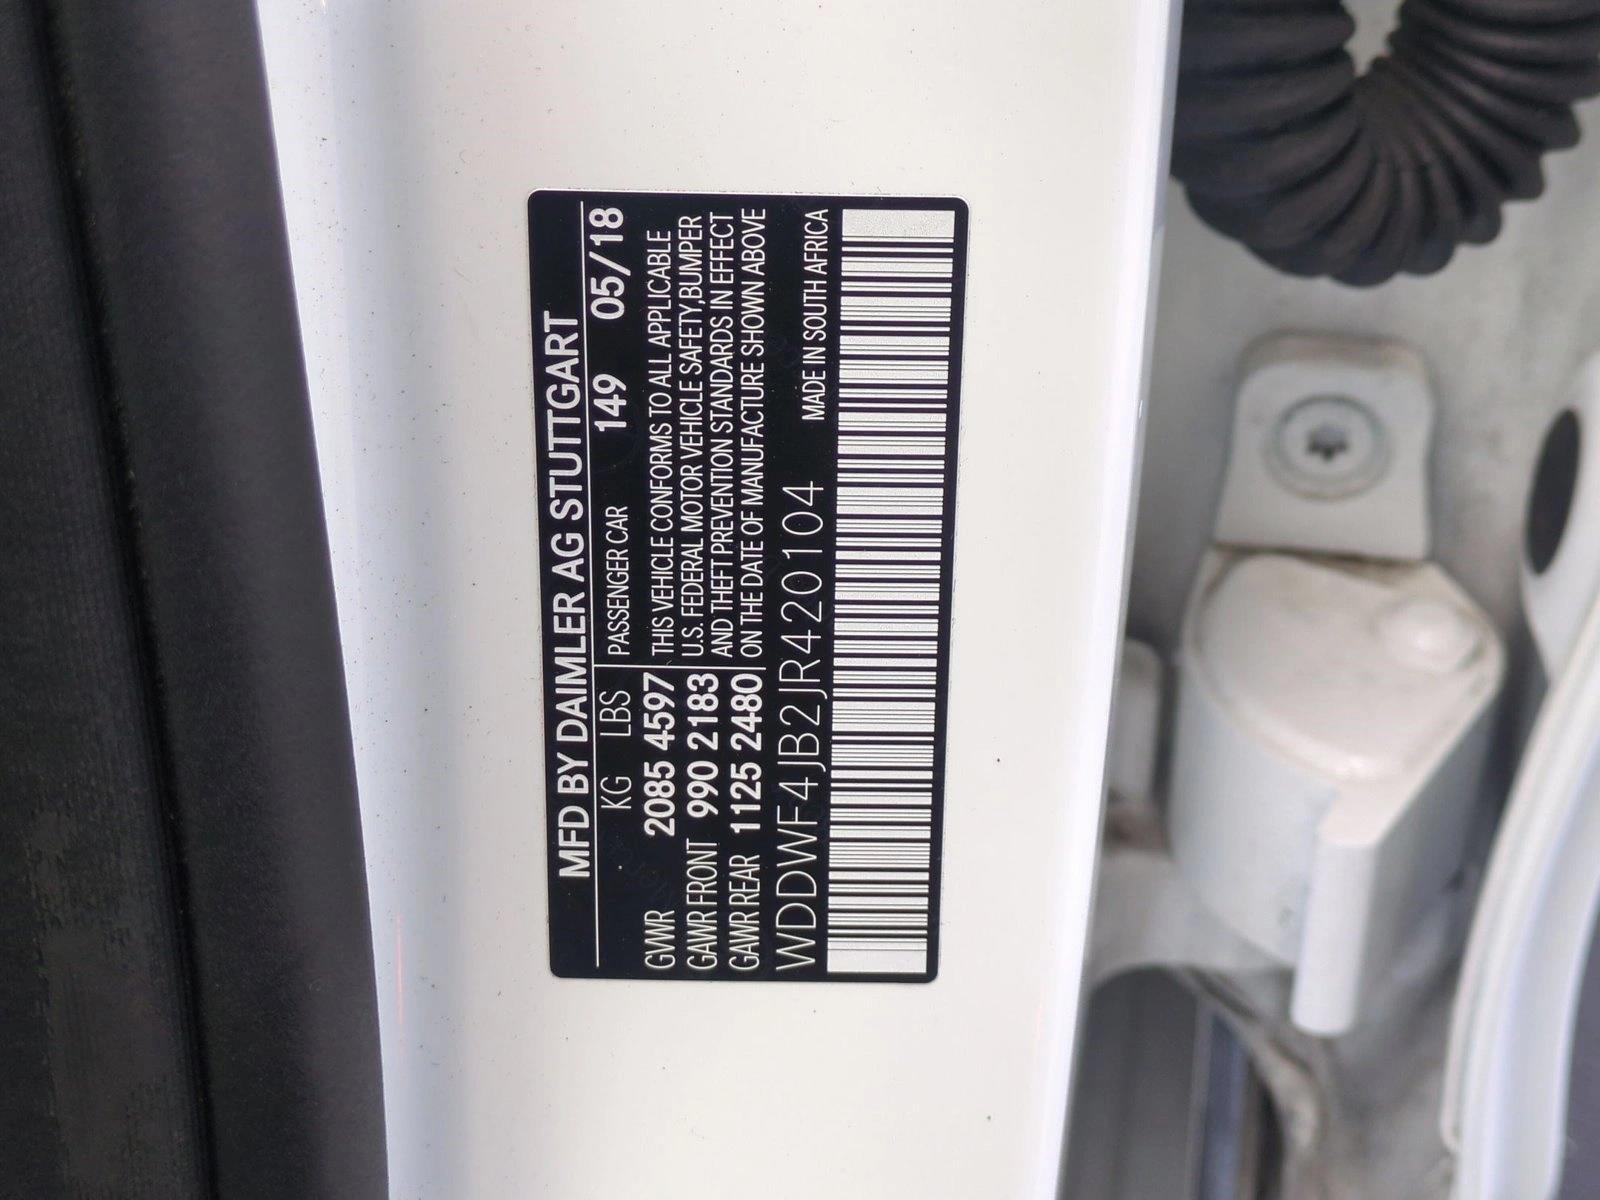 MFD BY DAIMLER AG STUTTGART
KG LBS PASSENGER CAR 149 05/18
GVWR 2085 4597 THIS VEHICLE CONFORMS TO ALL APPLICABLE
GAWR FRONT 990 2183 U.S. FEDERAL MOTOR VEHICLE SAFETY,BUMPER
GAWR REAR 1125 2480 AND THEFT PREVENTION STANDARDS IN EFFECT
ON THE DATE OF MANUFACTURE SHOWN ABOVE
WDDWF4JB2JR420104 MADE IN SOUTH AFRICA